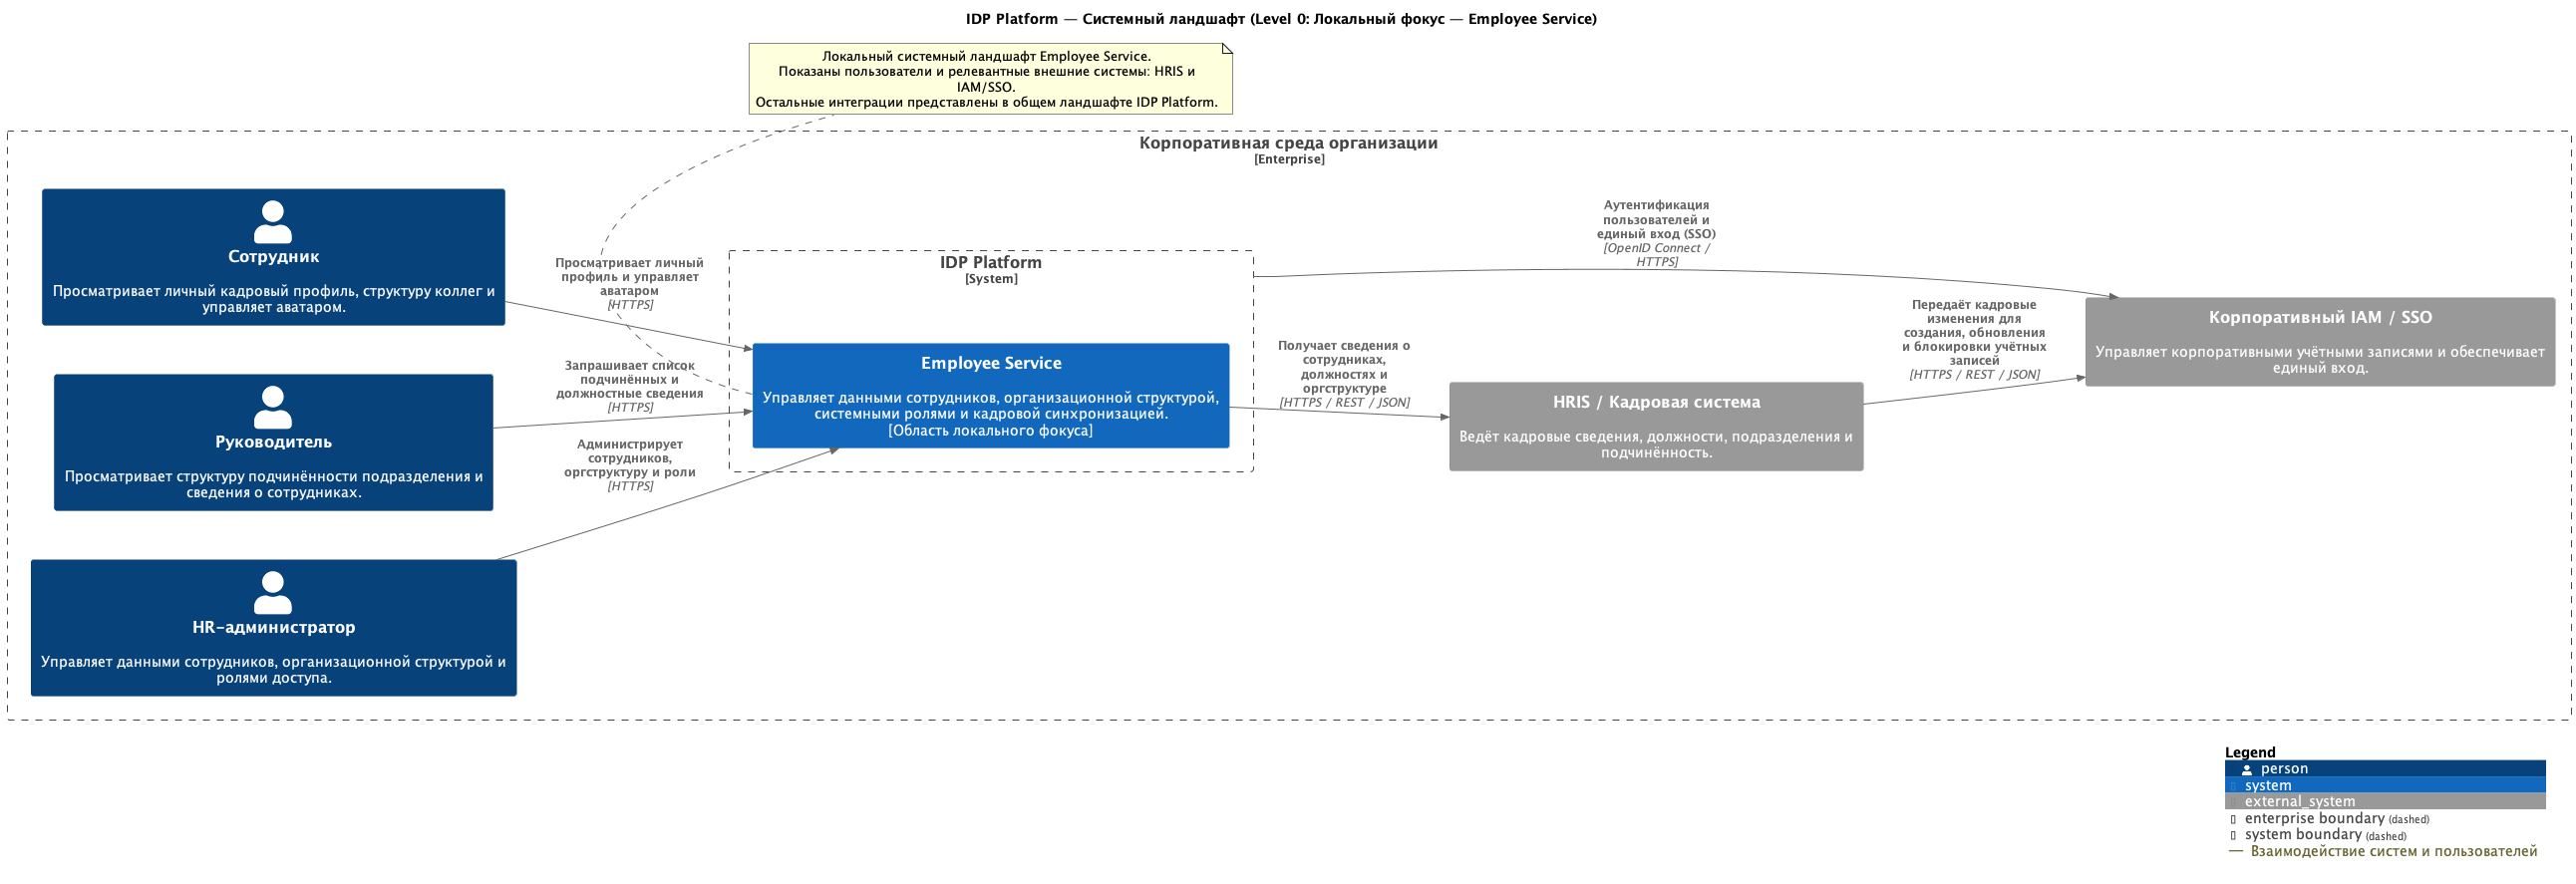 IDP Platform — Системный ландшафт (Level 0: Локальный фокус — Employee Service)
Локальный системный ландшафт Employee Service.
Показаны пользователи и релевантные внешние системы: HRIS и
IAM/SSO.
Остальные интеграции представлены в общем ландшафте IDP Platform.
Корпоративная среда организации
[Enterprise]
Сотрудник
Просматривает личный кадровый профиль, структуру коллег и
управляет аватаром.
Руководитель
Просматривает структуру подчинённости подразделения и
сведения о сотрудниках.
HR-администратор
Управляет данными сотрудников, организационной структурой и
ролями доступа.
Просматривает личный
профиль и управляет
аватаром
[HTTPS]
Запрашивает список
подчинённых и
должностные сведения
[HTTPS]
Администрирует
сотрудников,
оргструктуру и роли
[HTTPS]
IDP Platform
[System]
Employee Service
Управляет данными сотрудников, организационной структурой,
системными ролями и кадровой синхронизацией.
[Область локального фокуса]
Получает сведения о
сотрудниках,
должностях и
оргструктуре
[HTTPS / REST / JSON]
Аутентификация
пользователей и
единый вход (SSO)
[OpenID Connect /
HTTPS]
HRIS / Кадровая система
Ведёт кадровые сведения, должности, подразделения и
подчинённость.
Передаёт кадровые
изменения для
создания, обновления
и блокировки учётных
записей
[HTTPS / REST / JSON]
Корпоративный IAM / SSO
Управляет корпоративными учётными записями и обеспечивает
единый вход.
Legend
person
system
external_system
enterprise boundary (dashed)
system boundary (dashed)
— Взаимодействие систем и пользователей